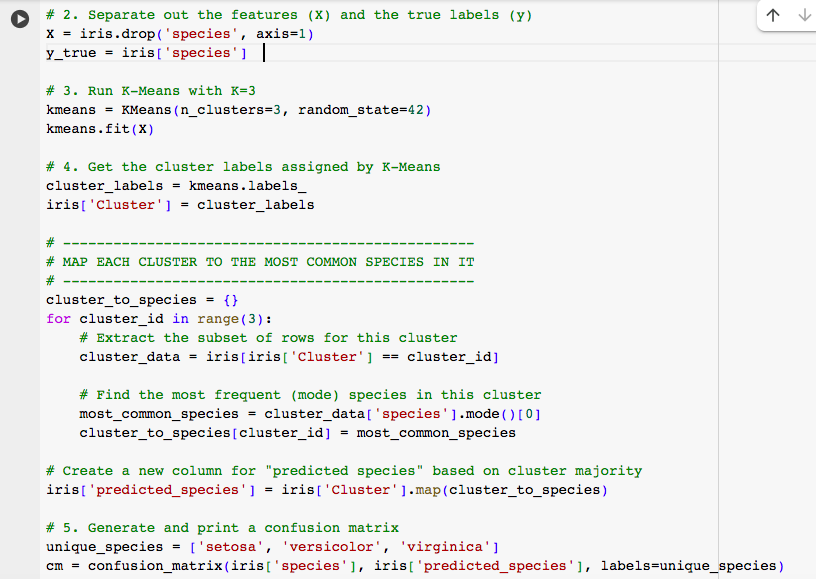 # 2. Separate out the features (X) and the true labels (y)
X = iris.drop('species', axis=1)
y_true = iris['species']
# 3. Run K-Means with K=3
kmeans = KMeans(n_clusters=3, random_state=42)
kmeans.fit(X)
# 4. Get the cluster labels assigned by K-Means
cluster_labels = kmeans.labels_
iris['Cluster'] = cluster_labels
# -------------------------------------------------
# MAP EACH CLUSTER TO THE MOST COMMON SPECIES IN IT
# -------------------------------------------------
cluster_to_species = {}
for cluster_id in range(3):
    # Extract the subset of rows for this cluster
    cluster_data = iris[iris['Cluster'] == cluster_id]
    # Find the most frequent (mode) species in this cluster
    most_common_species = cluster_data['species'].mode()[0]
    cluster_to_species[cluster_id] = most_common_species
# Create a new column for "predicted species" based on cluster majority
iris['predicted_species'] = iris['Cluster'].map(cluster_to_species)
# 5. Generate and print a confusion matrix
unique_species = ['setosa', 'versicolor', 'virginica']
cm = confusion_matrix(iris['species'], iris['predicted_species'], labels=unique_species)